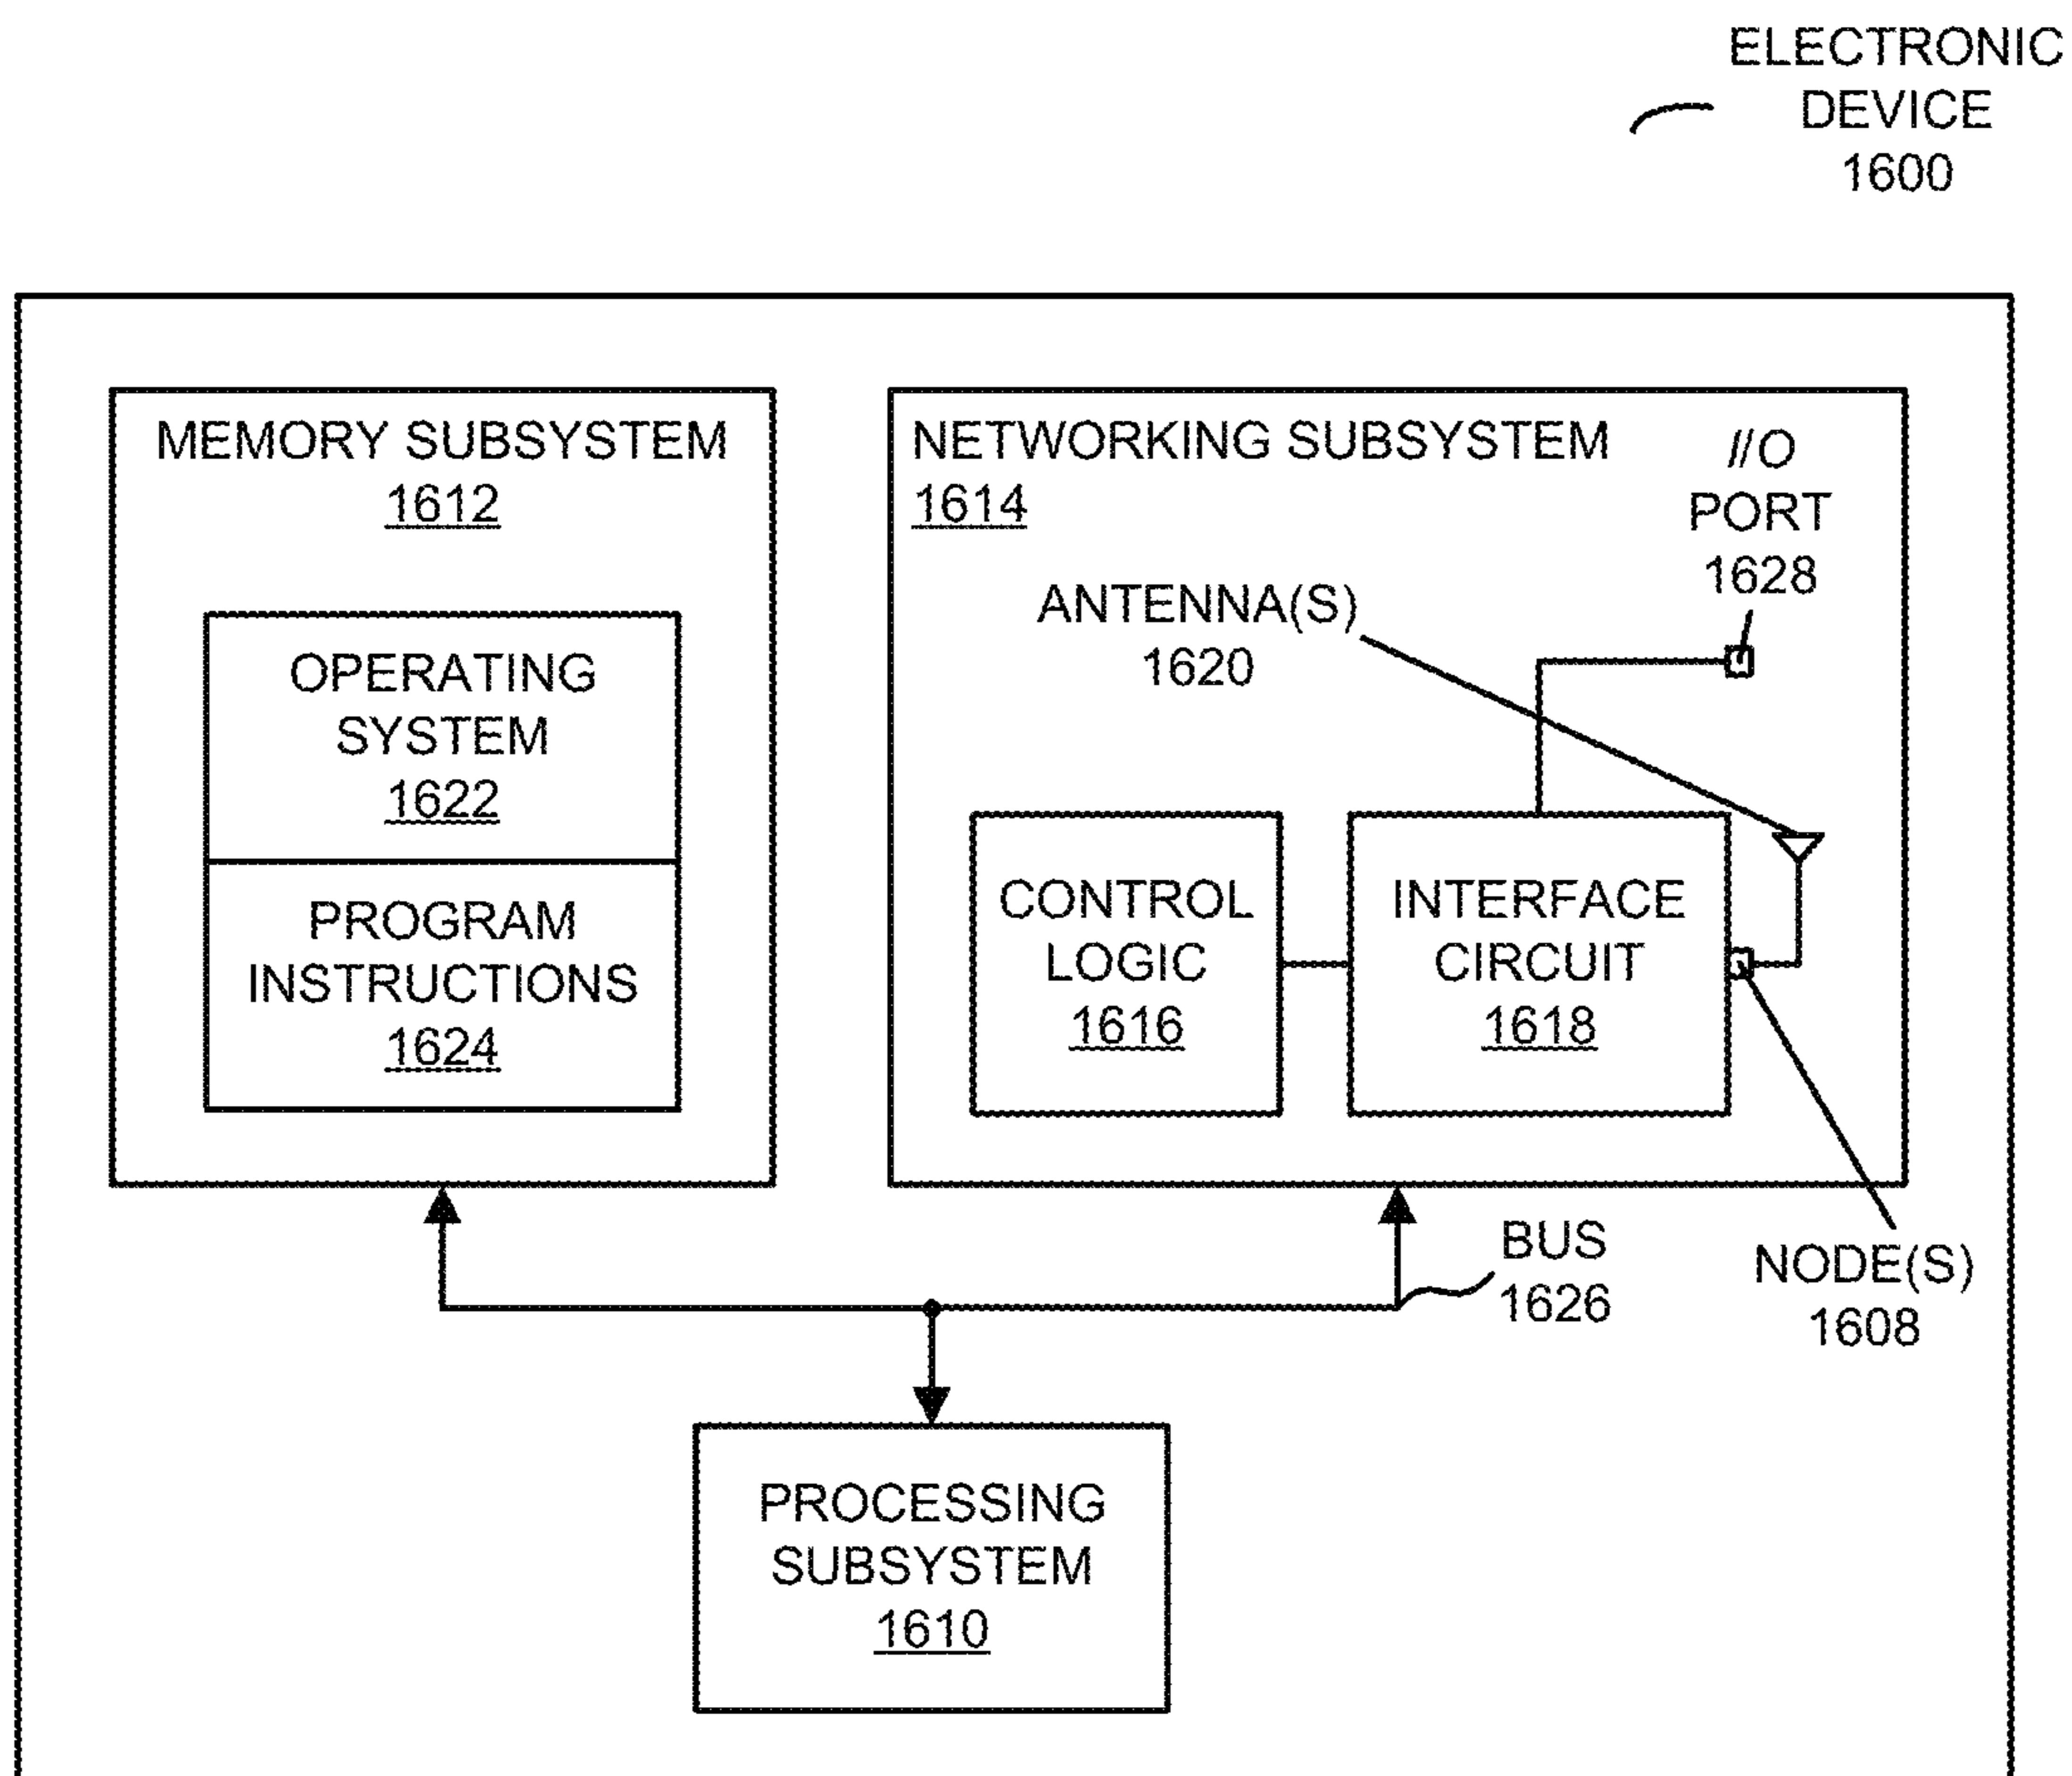 ELECTRONIC
DEVICE
1600
MEMORY SUBSYSTEM
1612
OPERATING
SYSTEM
1622
PROGRAM
INSTRUCTIONS
1624
NETWORKING SUBSYSTEM
1614
I/O
PORT
1628
ANTENNA(S)
1620
CONTROL
LOGIC
1616
INTERFACE
CIRCUIT
1618
BUS
1626
NODE(S)
1608
PROCESSING
SUBSYSTEM
1610